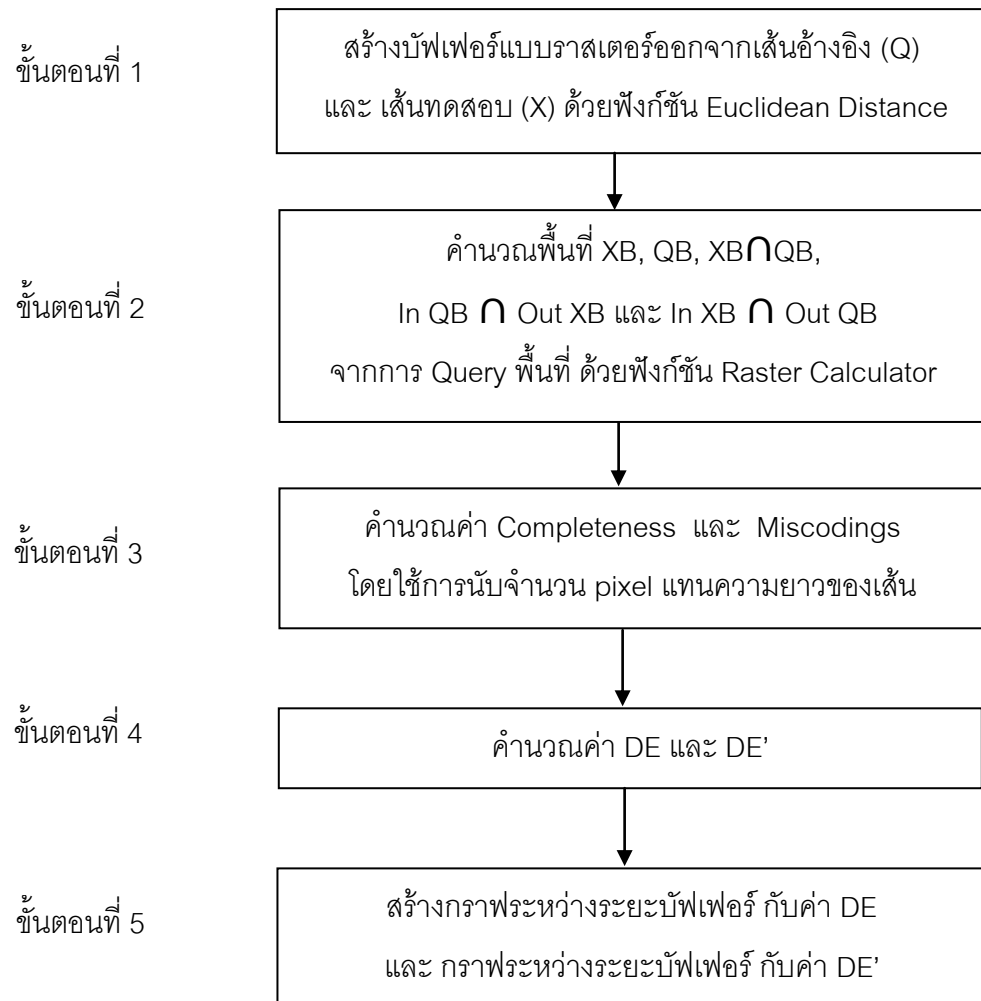 ขั้นตอนที่ 1
สร้างบัฟเฟอร์แบบราสเตอร์ออกจากเส้นอ้างอิง (Q)
และ เส้นทดสอบ (X) ด้วยฟังก์ชัน Euclidean Distance
ขั้นตอนที่ 2
คำนวณพื้นที่ XB, QB, XB∩QB,
In QB ∩ Out XB และ In XB ∩ Out QB
จากการ Query พื้นที่ ด้วยฟังก์ชัน Raster Calculator
ขั้นตอนที่ 3
คำนวณค่า Completeness และ Miscodings
โดยใช้การนับจำนวน pixel แทนความยาวของเส้น
ขั้นตอนที่ 4
คำนวณค่า DE และ DE’
ขั้นตอนที่ 5
สร้างกราฟระหว่างระยะบัฟเฟอร์ กับค่า DE
และ กราฟระหว่างระยะบัฟเฟอร์ กับค่า DE’